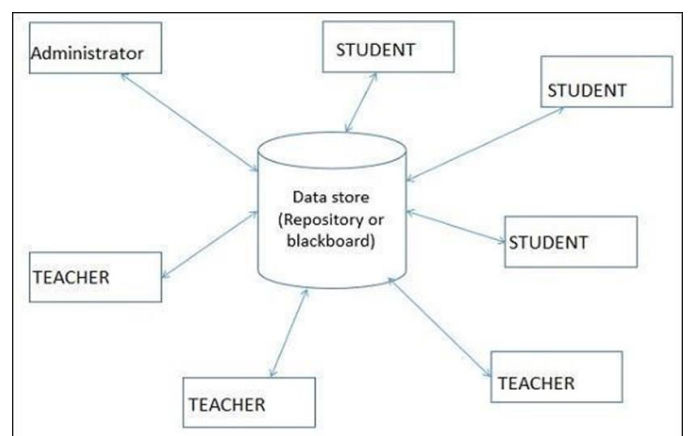 Administrator
STUDENT
STUDENT
Data store
(Repository or
blackboard)
STUDENT
TEACHER
TEACHER
TEACHER